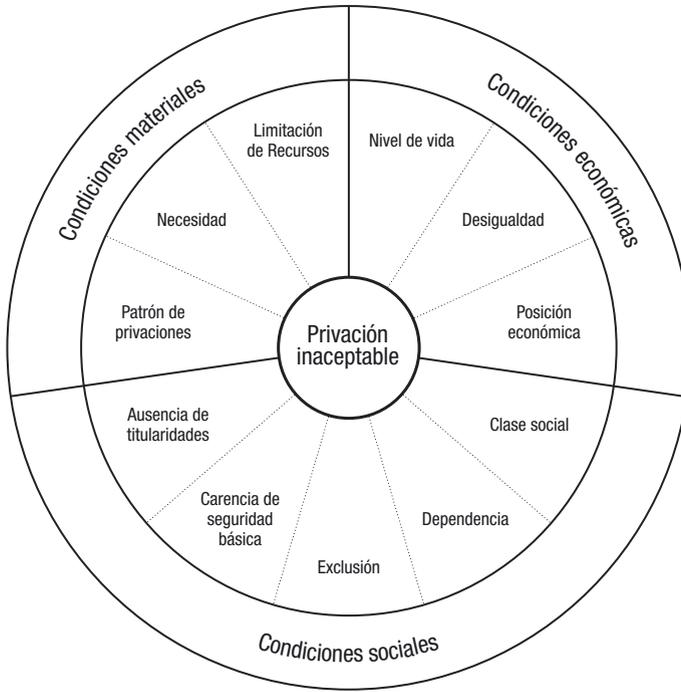 Condiciones materiales
Condiciones económicas
Limitación
de Recursos
Nivel de vida
Necesidad
Desigualdad
Patrón de
privaciones
Privación
inaceptable
Posición
económica
Ausencia de
titularidades
Clase social
Carencia de
seguridad
básica
Dependencia
Exclusión
Condiciones sociales